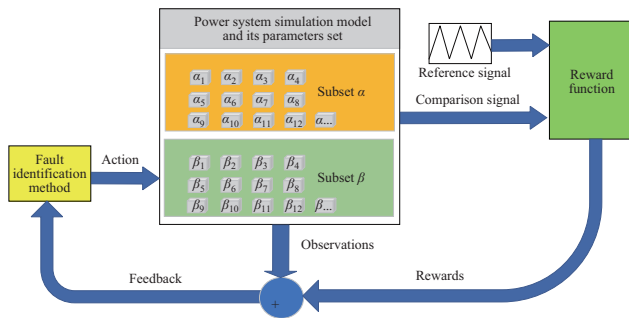 Power system simulation model
and its parameters set
α1 α2 α3 α4
α5 α6 α7 α8
α9 α10 α11 α12 α...
Subset α
β1 β2 β3 β4
β5 β6 β7 β8
β9 β10 β11 β12 β...
Subset β
Reference signal
Comparison signal
Reward
function
Fault
identification
method
Action
Observations
Feedback
+
Rewards